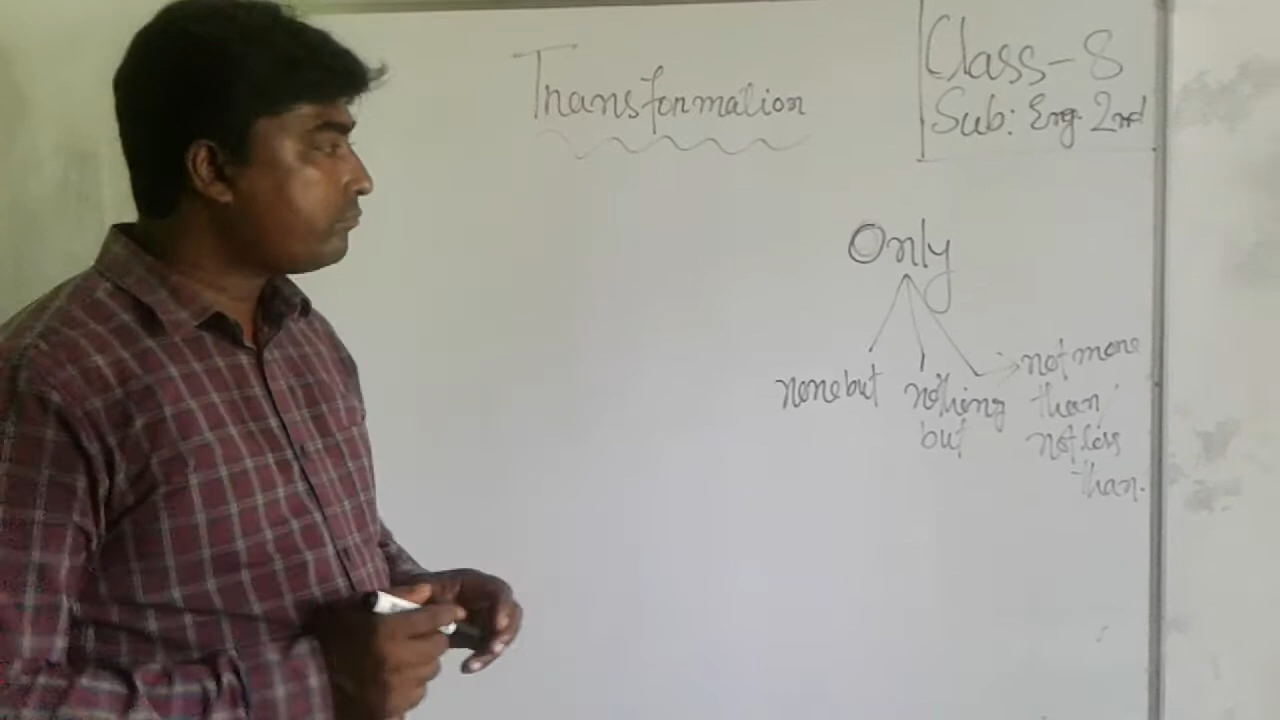 Transformation
Class-8
Sub: Eng. 2nd
Only
none but
nothing
but
not more
than,
not less
than.